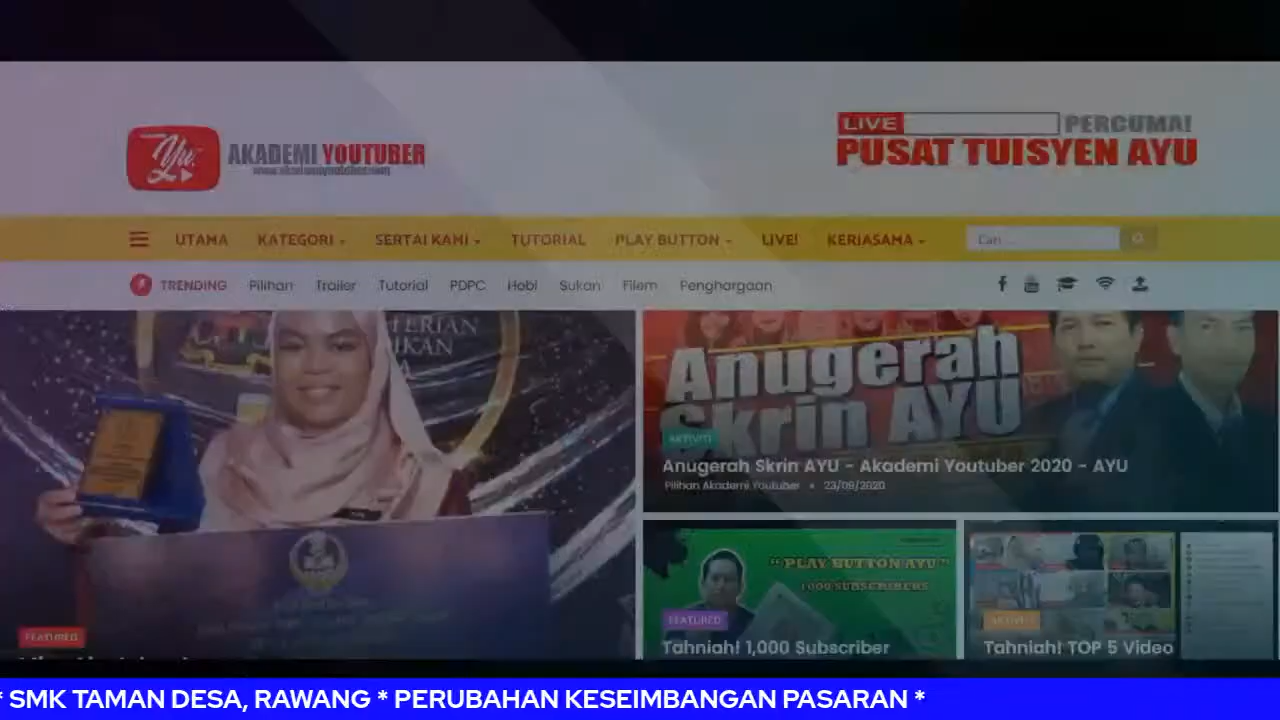 LIVE PERCUMA!
PUSAT TUISYEN AYU
Yu.
AKADEMI YOUTUBER
UTAMA KATEGORI SERTAI KAMI TUTORIAL PLAY BUTTON LIVE! KERJASAMA Cari ...
TRENDING Pilihan Trailer Tutorial PDPC Hobi Sukan Filem Penghargaan
Anugerah
Skrin AYU
AKTIVITI
Anugerah Skrin AYU - Akademi Youtuber 2020 - AYU
Pilihan Akademi Youtuber • 23/09/2020
"PLAY BUTTON AYU"
1000 SUBSCRIBERS
FEATURED
Tahniah! 1,000 Subscriber
AKTIVITI
Tahniah! TOP 5 Video
FEATURED
* SMK TAMAN DESA, RAWANG * PERUBAHAN KESEIMBANGAN PASARAN *